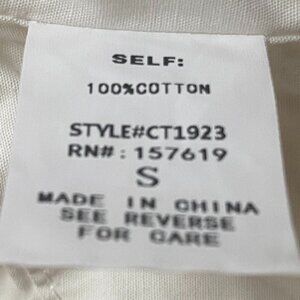 SELF:
100%COTTON
STYLE#CT1923
RN#: 157619
S
MADE IN CHINA
SEE REVERSE
FOR CARE